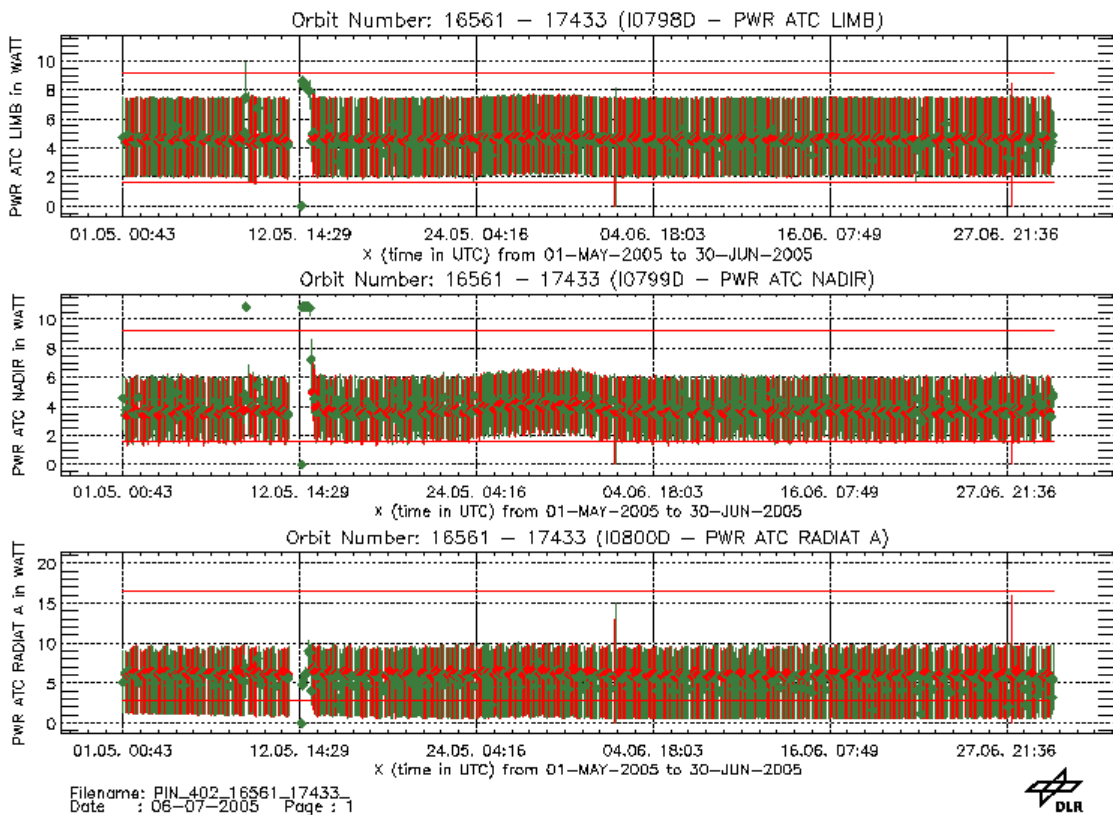 Orbit Number: 16561 – 17433 (I0798D – PWR ATC LIMB)
PWR ATC LIMB in WATT
10
8
6
4
2
0
01.05. 00:43 12.05. 14:29 24.05. 04:16 04.06. 18:03 16.06. 07:49 27.06. 21:36
X (time in UTC) from 01–MAY–2005 to 30–JUN–2005
Orbit Number: 16561 – 17433 (I0799D – PWR ATC NADIR)
PWR ATC NADIR in WATT
10
8
6
4
2
0
01.05. 00:43 12.05. 14:29 24.05. 04:16 04.06. 18:03 16.06. 07:49 27.06. 21:36
X (time in UTC) from 01–MAY–2005 to 30–JUN–2005
Orbit Number: 16561 – 17433 (I0800D – PWR ATC RADIAT A)
PWR ATC RADIAT A in WATT
20
15
10
5
0
01.05. 00:43 12.05. 14:29 24.05. 04:16 04.06. 18:03 16.06. 07:49 27.06. 21:36
X (time in UTC) from 01–MAY–2005 to 30–JUN–2005
Filename: PIN_402_16561_17433_
Date : 06–07–2005 Page : 1
DLR